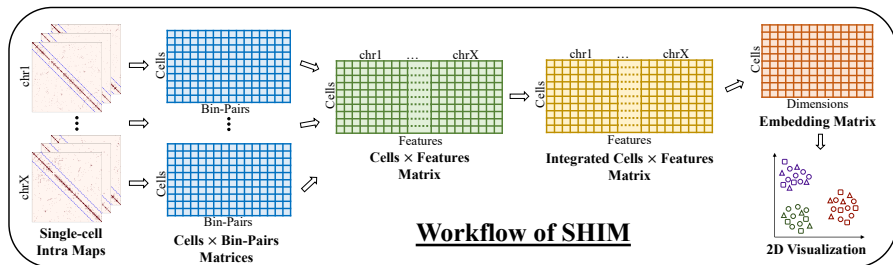 chr1
chrX
Single-cell
Intra Maps
Cells
Bin-Pairs
Cells
Bin-Pairs
Cells × Bin-Pairs
Matrices
chr1 ... chrX
Cells
Features
Cells × Features
Matrix
chr1 ... chrX
Cells
Features
Integrated Cells × Features
Matrix
Cells
Dimensions
Embedding Matrix
2D Visualization
Workflow of SHIM